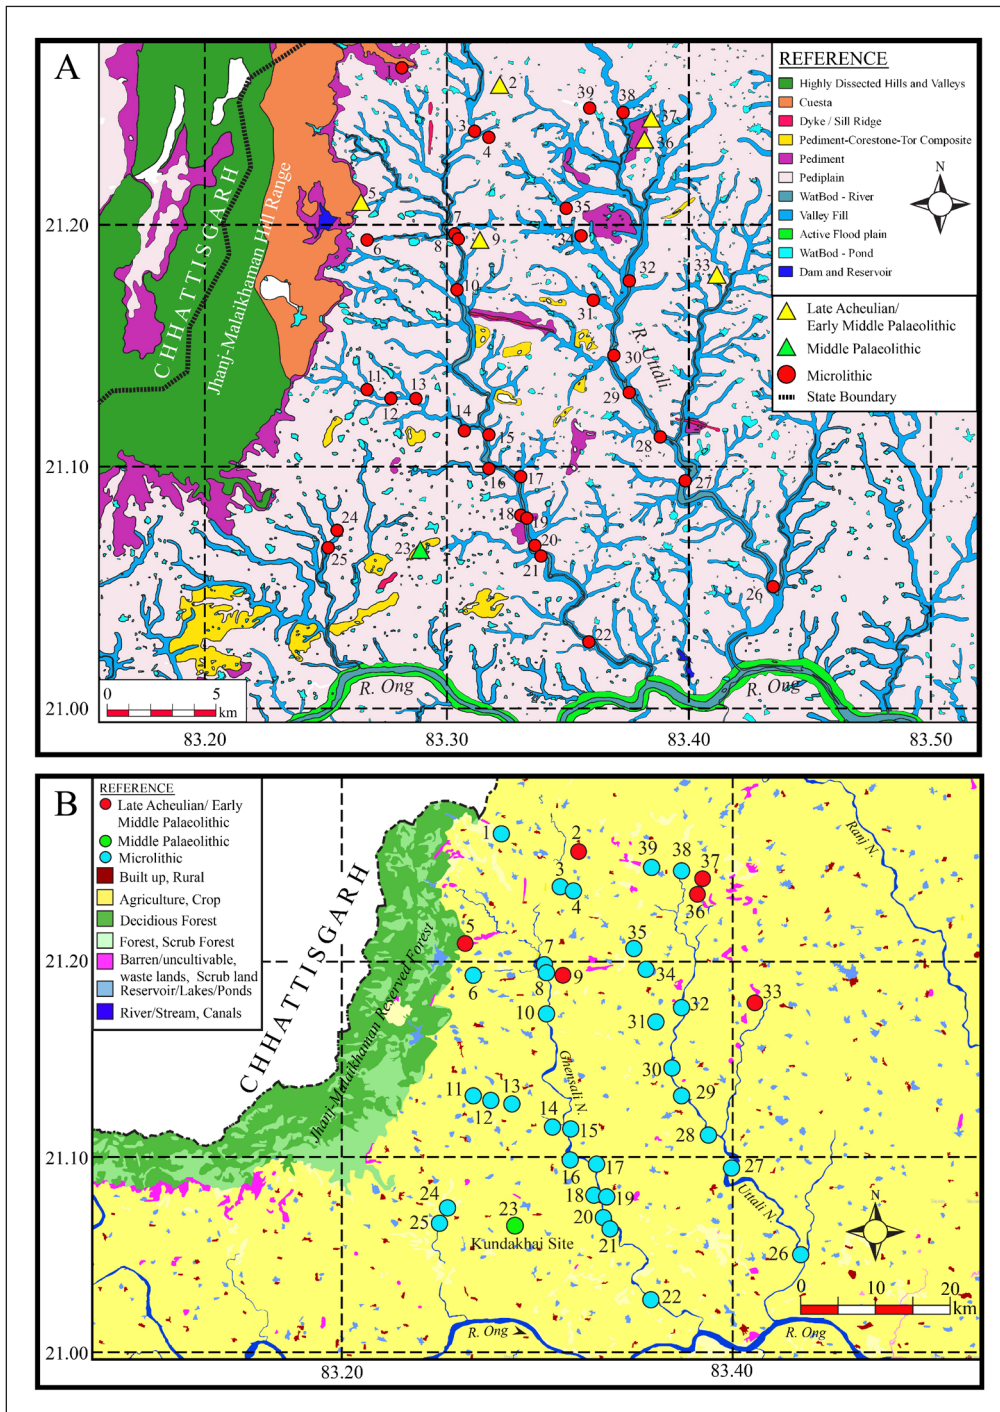 A
REFERENCE
Highly Dissected Hills and Valleys
Cuesta
Dyke / Sill Ridge
Pediment-Corestone-Tor Composite
Pediment
Pediplain
WatBod - River
Valley Fill
Active Flood plain
WatBod - Pond
Dam and Reservoir
N
Late Acheulian/
Early Middle Palaeolithic
Middle Palaeolithic
Microlithic
State Boundary
CHHATTISGARH
Jhanj-Malaikhaman Hill Range
R. Uttali
R. Ong
R. Ong
1
2
3
4
5
6
7
8
9
10
11
12
13
14
15
16
17
18
19
20
21
22
23
24
25
26
27
28
29
30
31
32
33
34
35
36
37
38
39
21.20
21.10
21.00
0 5
km
83.20 83.30 83.40 83.50
B
REFERENCE
Late Acheulian/ Early
Middle Palaeolithic
Middle Palaeolithic
Microlithic
Built up, Rural
Agriculture, Crop
Decidious Forest
Forest, Scrub Forest
Barren/uncultivable,
waste lands, Scrub land
Reservoir/Lakes/Ponds
River/Stream, Canals
CHHATTISGARH
Jhanj-Malaikhaman Reserved Forest
Ranj N.
Ghensali N.
Uttali N.
Kundakhai Site
R. Ong
R. Ong
1
2
3
4
5
6
7
8
9
10
11
12
13
14
15
16
17
18
19
20
21
22
23
24
25
26
27
28
29
30
31
32
33
34
35
36
37
38
39
N
0 10 20
km
21.20
21.10
21.00
83.20 83.40